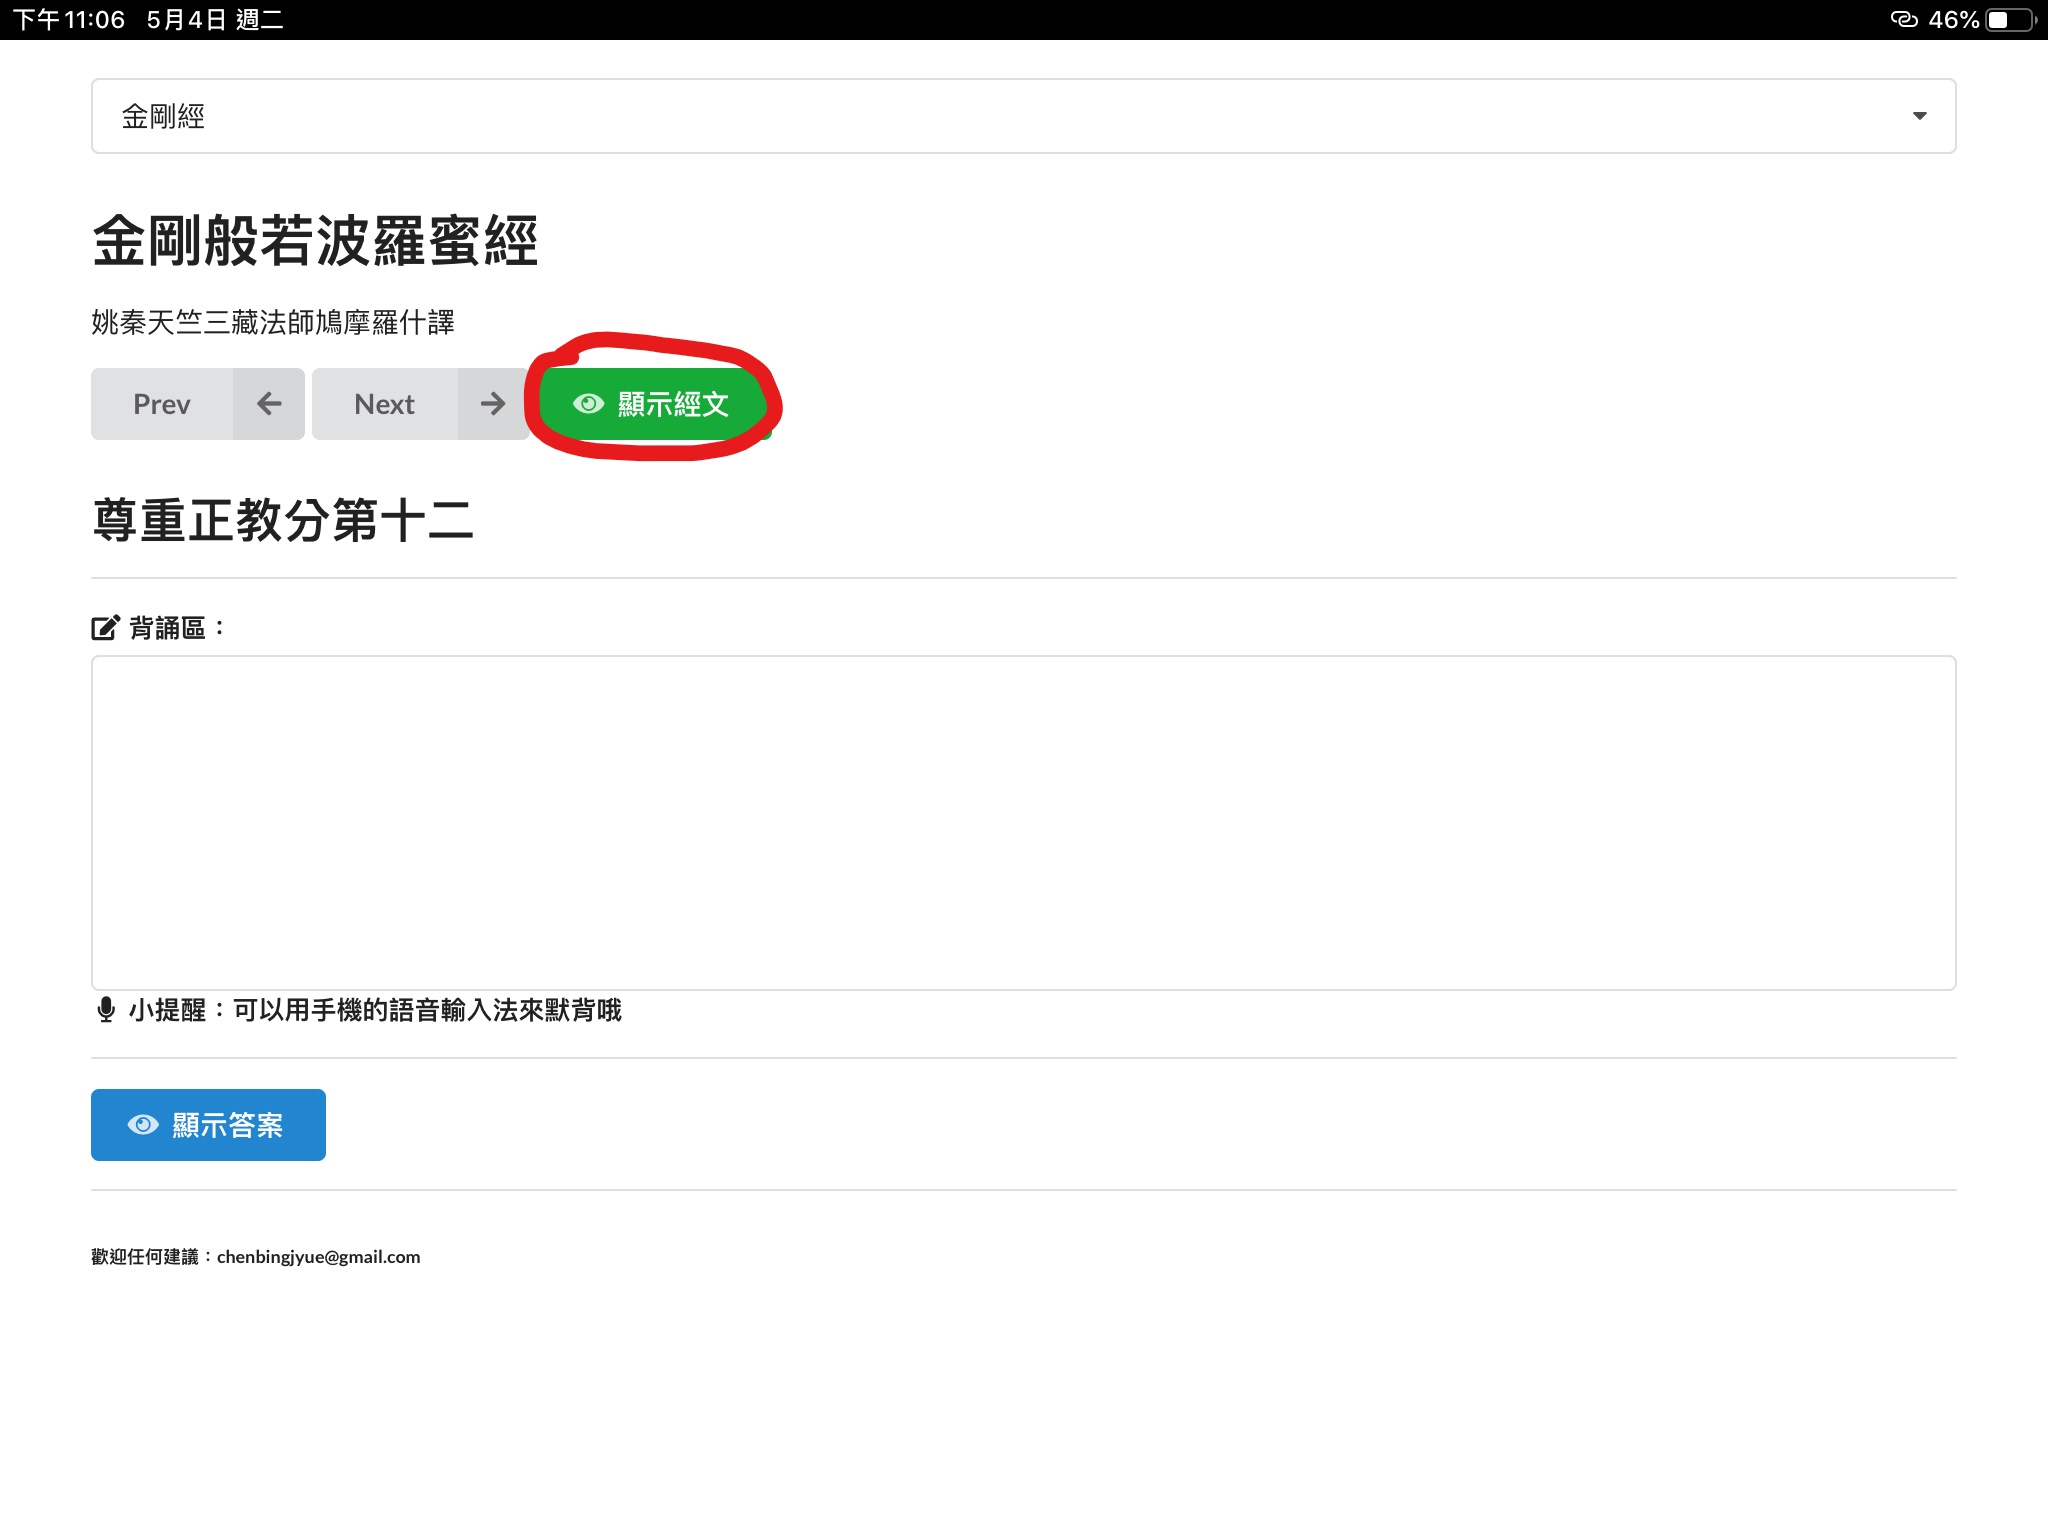 下午11:06 5月4日 週二 46%
金剛經
金剛般若波羅蜜經
姚秦天竺三藏法師鳩摩羅什譯
Prev Next 顯示經文
尊重正教分第十二
背誦區：
小提醒：可以用手機的語音輸入法來默背哦
顯示答案
歡迎任何建議：chenbingjyue@gmail.com